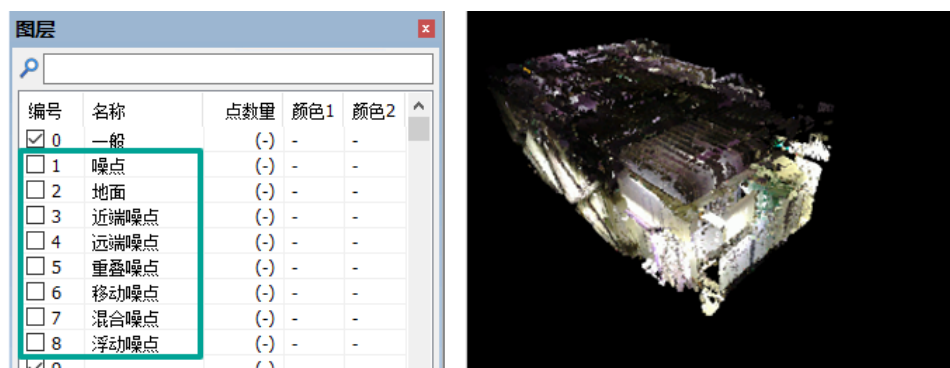 图层
编号 名称 点数量 颜色1 颜色2
0 一般 (-) - -
1 噪点 (-) - -
2 地面 (-) - -
3 近端噪点 (-) - -
4 远端噪点 (-) - -
5 重叠噪点 (-) - -
6 移动噪点 (-) - -
7 混合噪点 (-) - -
8 浮动噪点 (-) - -